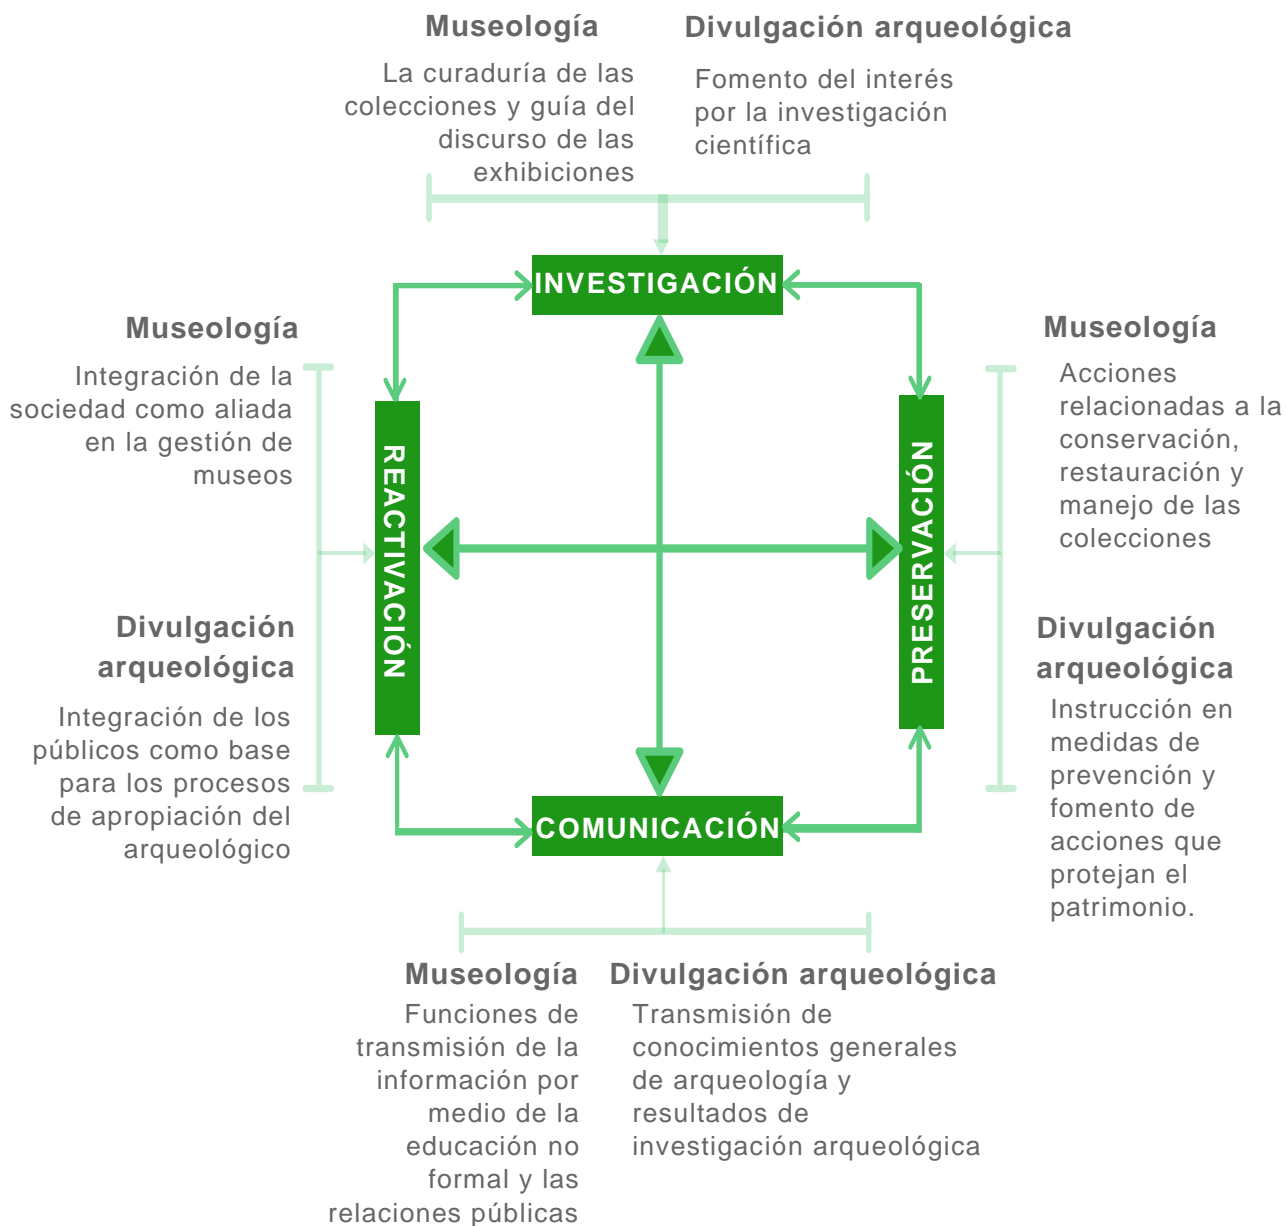 Museología
La curaduría de las
colecciones y guía del
discurso de las
exhibiciones
Divulgación arqueológica
Fomento del interés
por la investigación
científica
INVESTIGACIÓN
Museología
Integración de la
sociedad como aliada
en la gestión de
museos
Divulgación
arqueológica
Integración de los
públicos como base
para los procesos
de apropiación del
arqueológico
REACTIVACIÓN
PRESERVACIÓN
Museología
Acciones
relacionadas a la
conservación,
restauración y
manejo de las
colecciones
Divulgación
arqueológica
Instrucción en
medidas de
prevención y
fomento de
acciones que
protejan el
patrimonio.
COMUNICACIÓN
Museología
Funciones de
transmisión de la
información por
medio de la
educación no
formal y las
relaciones públicas
Divulgación arqueológica
Transmisión de
conocimientos generales
de arqueología y
resultados de
investigación arqueológica